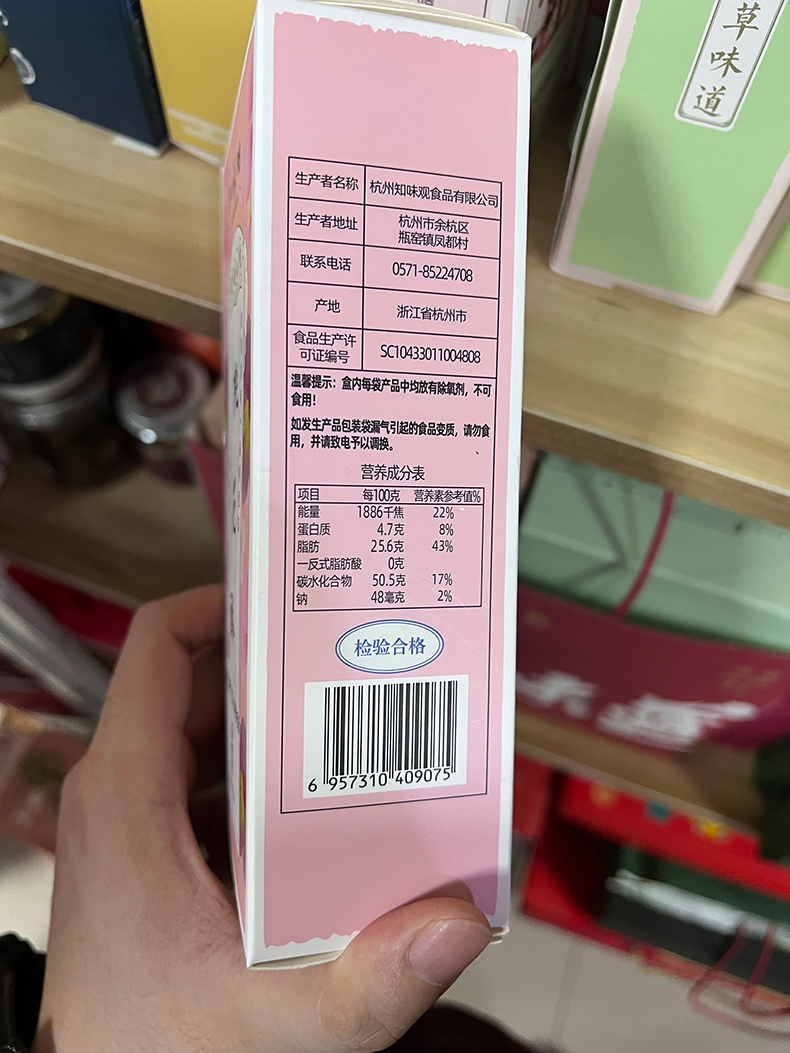 草味道
生产者名称 杭州知味观食品有限公司
生产者地址 杭州市余杭区
瓶窑镇凤都村
联系电话 0571-85224708
产地 浙江省杭州市
食品生产许
可证编号 SC10433011004808
温馨提示：盒内每袋产品中均放有除氧剂，不可
食用！
如发生产品包装袋漏气引起的食品变质，请勿食
用，并请致电予以调换。
营养成分表
项目 每100克 营养素参考值%
能量 1886千焦 22%
蛋白质 4.7克 8%
脂肪 25.6克 43%
—反式脂肪酸 0克
碳水化合物 50.5克 17%
钠 48毫克 2%
检验合格
6 957310 409075